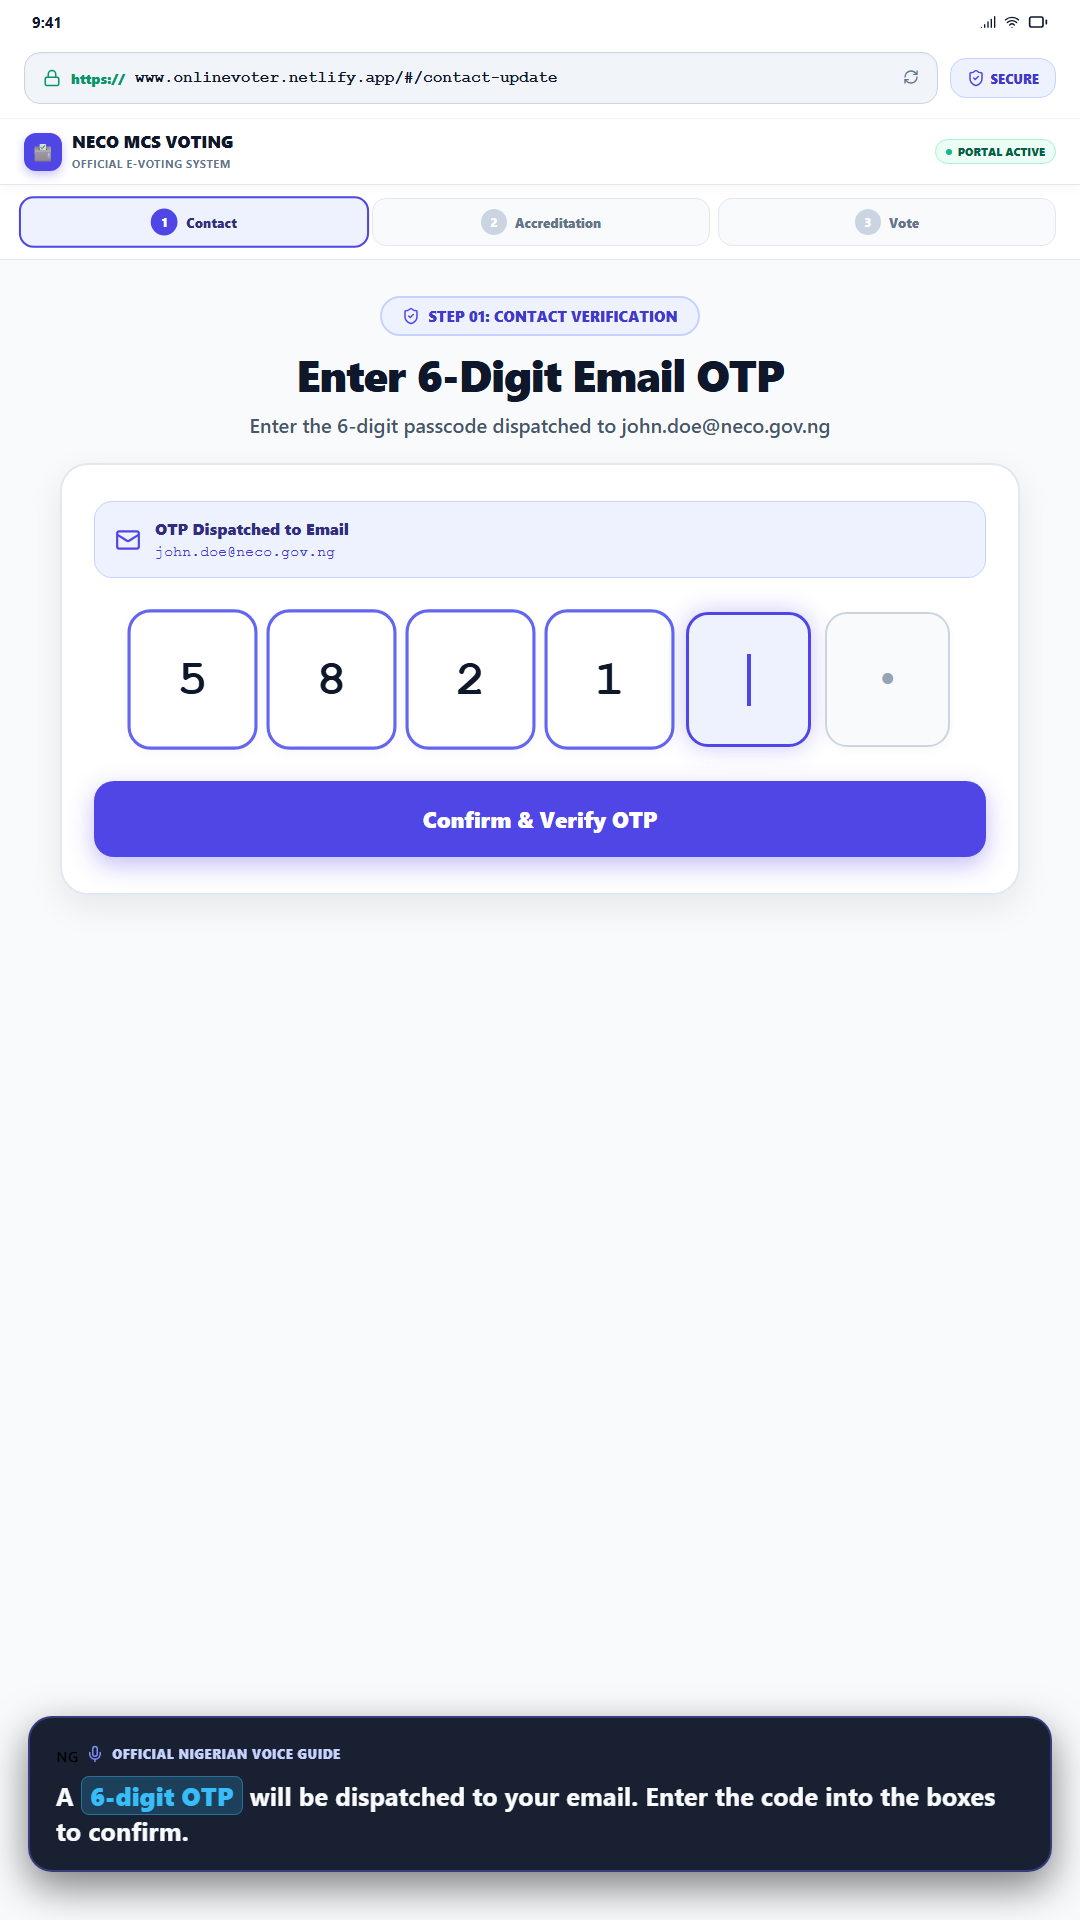 9:41
https:// www.onlinevoter.netlify.app/#/contact-update
SECURE
NECO MCS VOTING
OFFICIAL E-VOTING SYSTEM
PORTAL ACTIVE
1 Contact
2 Accreditation
3 Vote
STEP 01: CONTACT VERIFICATION
Enter 6-Digit Email OTP
Enter the 6-digit passcode dispatched to john.doe@neco.gov.ng
OTP Dispatched to Email
john.doe@neco.gov.ng
5 8 2 1
Confirm & Verify OTP
NG OFFICIAL NIGERIAN VOICE GUIDE
A 6-digit OTP will be dispatched to your email. Enter the code into the boxes
to confirm.